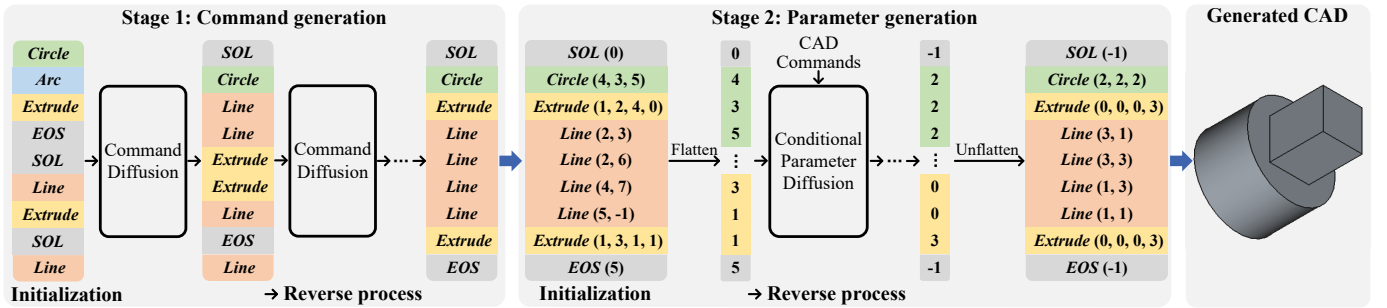 Stage 1: Command generation
Circle
Arc
Extrude
EOS
SOL
Line
Extrude
SOL
Line
Initialization
Command
Diffusion
SOL
Circle
Line
Line
Extrude
Extrude
Line
EOS
Line
Command
Diffusion
SOL
Circle
Extrude
Line
Line
Line
Line
Extrude
EOS
→ Reverse process
Stage 2: Parameter generation
SOL (0)
Circle (4, 3, 5)
Extrude (1, 2, 4, 0)
Line (2, 3)
Line (2, 6)
Line (4, 7)
Line (5, -1)
Extrude (1, 3, 1, 1)
EOS (5)
Initialization
Flatten
0
4
3
5
⋮
3
1
1
5
CAD
Commands
Conditional
Parameter
Diffusion
-1
2
2
2
⋮
0
0
3
-1
→ Reverse process
Unflatten
SOL (-1)
Circle (2, 2, 2)
Extrude (0, 0, 0, 3)
Line (3, 1)
Line (3, 3)
Line (1, 3)
Line (1, 1)
Extrude (0, 0, 0, 3)
EOS (-1)
Generated CAD